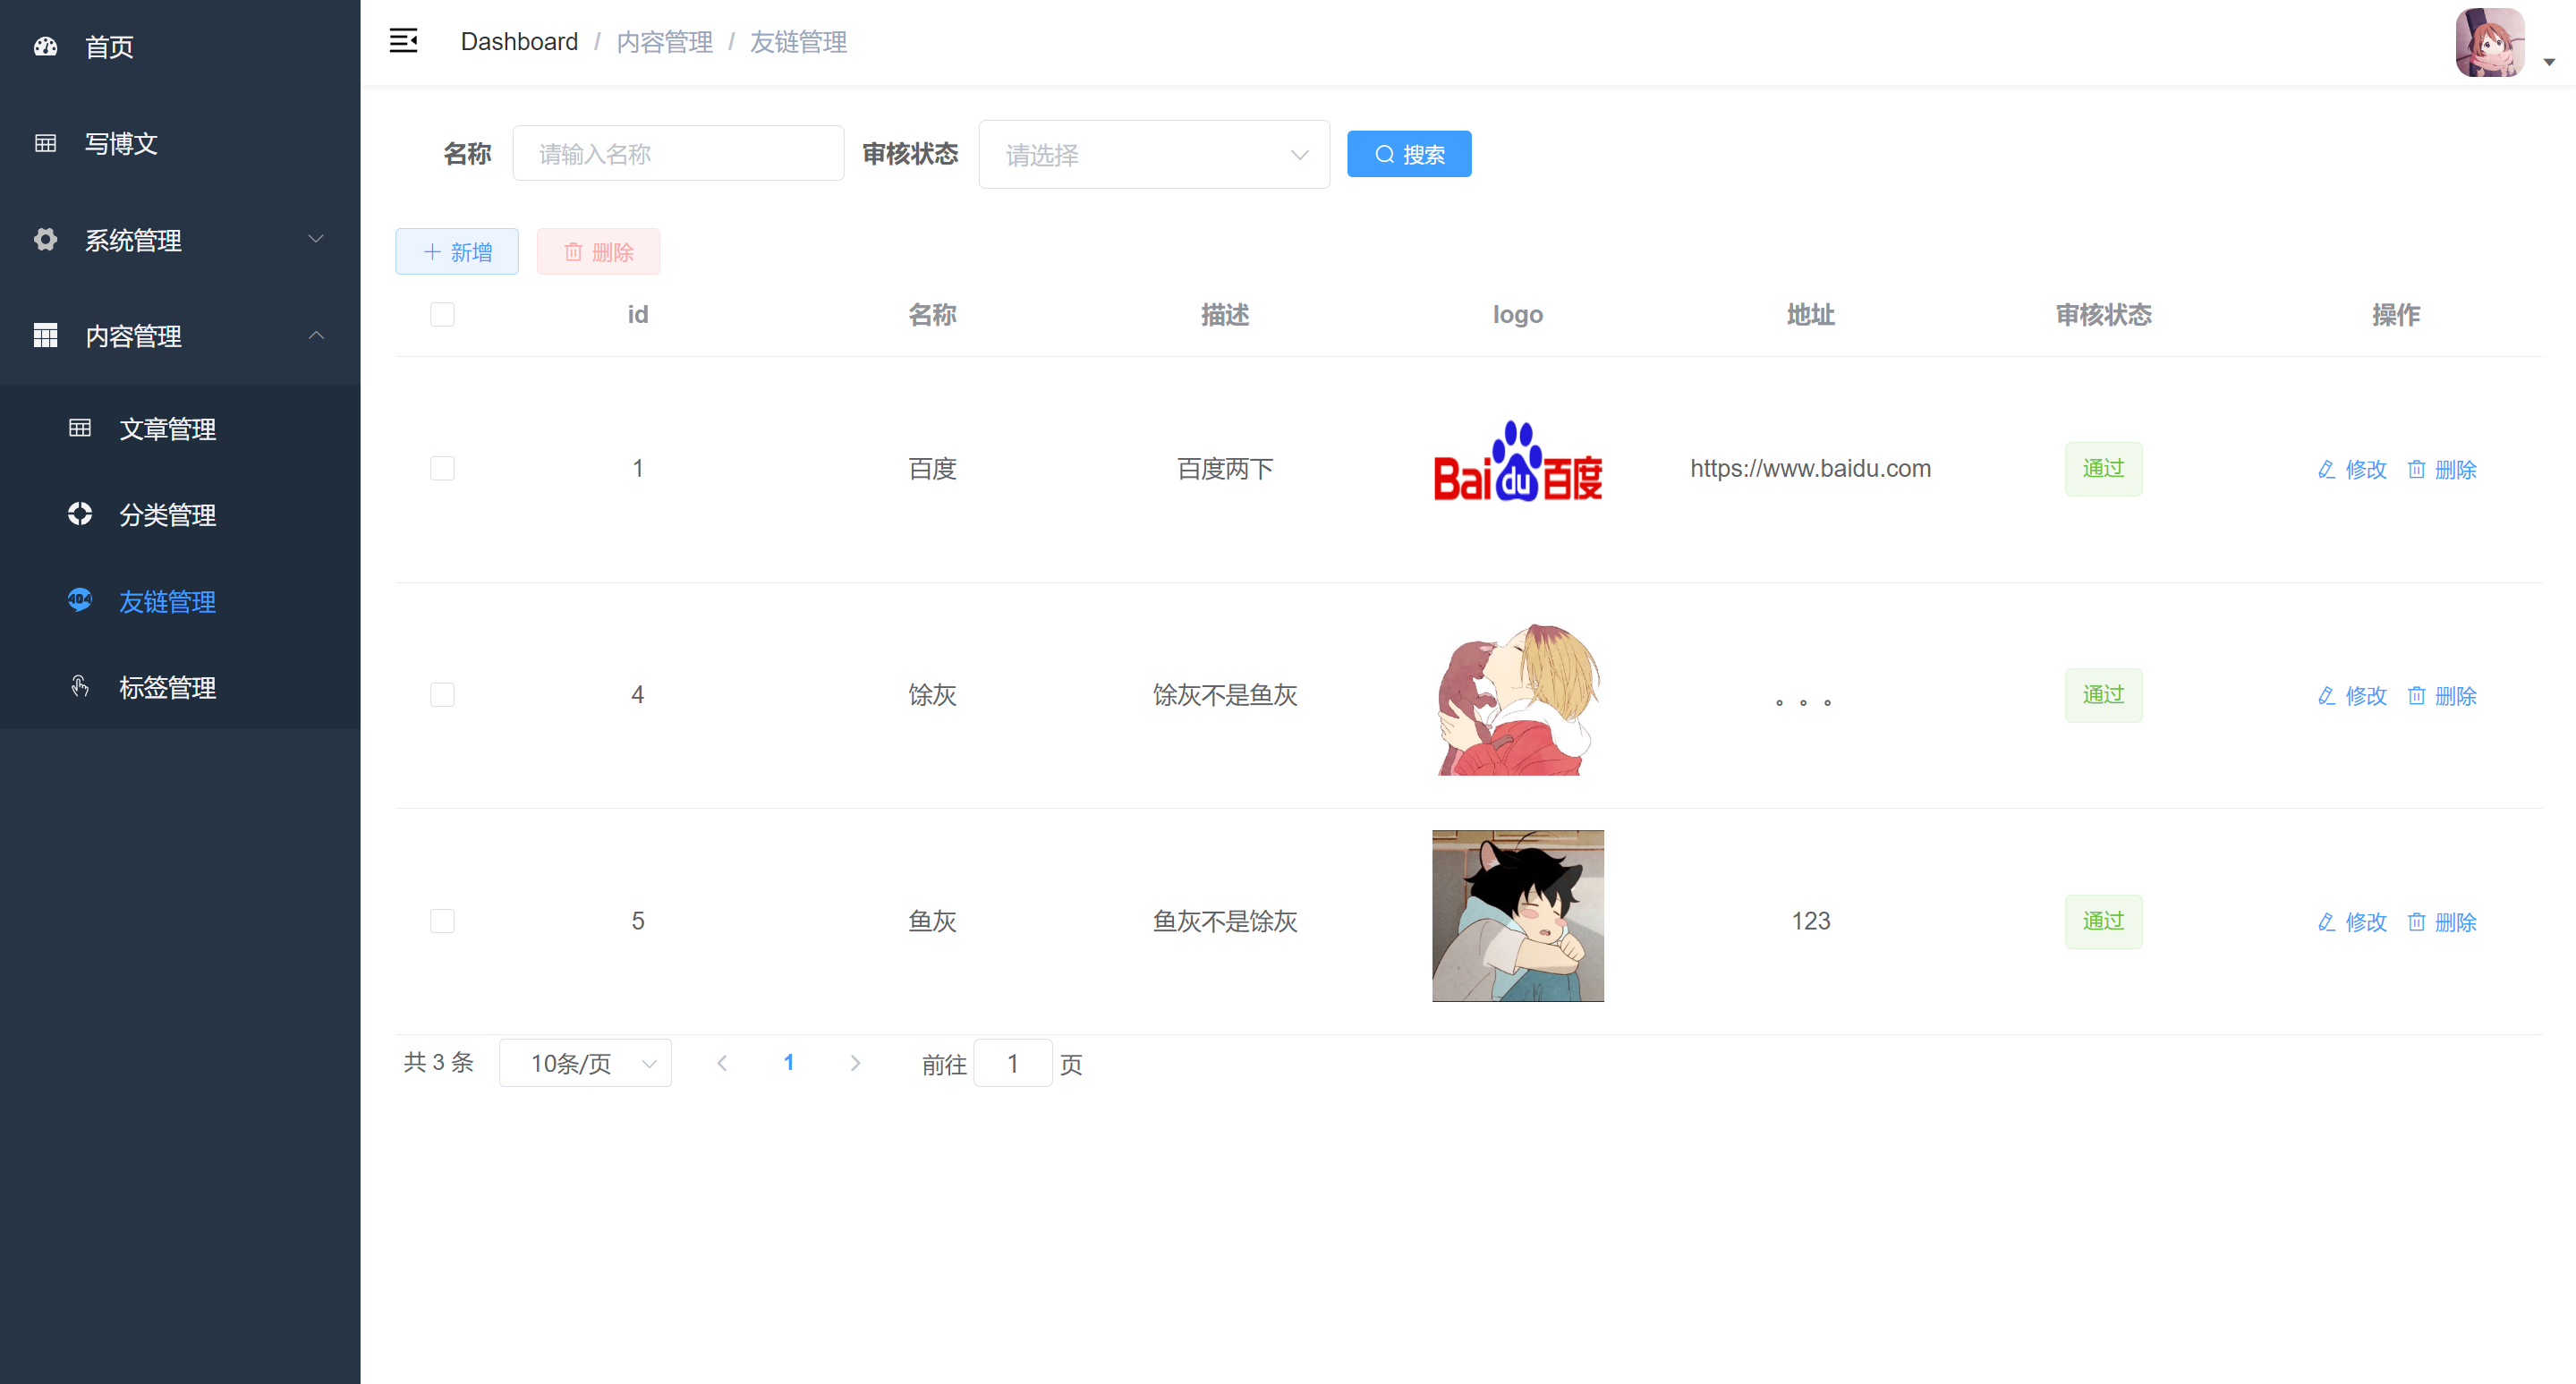 首页
写博文
系统管理
内容管理
文章管理
分类管理
404 友链管理
标签管理
Dashboard / 内容管理 / 友链管理
名称 请输入名称 审核状态 请选择 搜索
新增 删除
id 名称 描述 logo 地址 审核状态 操作
1 百度 百度两下 Bai du 百度 https://www.baidu.com 通过 修改 删除
4 馀灰 馀灰不是鱼灰 。。。 通过 修改 删除
5 鱼灰 鱼灰不是馀灰 123 通过 修改 删除
共 3 条 10条/页 1 前往 1 页